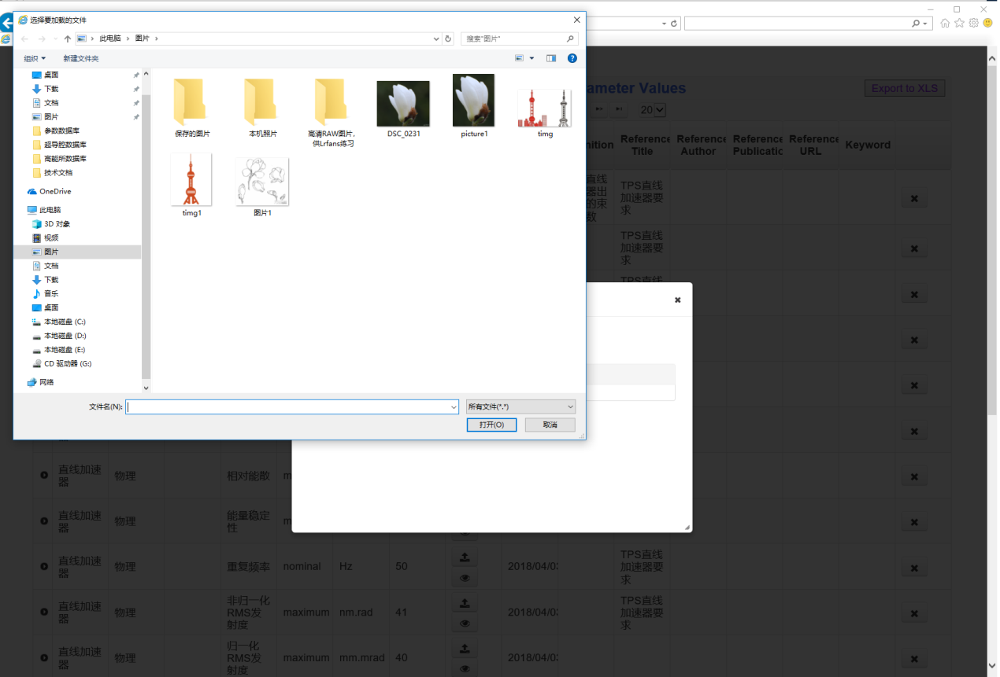 选择要加载的文件
此电脑 › 图片 ›
搜索"图片"
组织
新建文件夹
桌面
下载
文档
图片
参数数据库
超导腔数据库
高能所数据库
技术文档
OneDrive
此电脑
3D 对象
视频
图片
文档
下载
音乐
桌面
本地磁盘 (C:)
本地磁盘 (D:)
本地磁盘 (E:)
CD 驱动器 (G:)
网络
保存的图片
本机照片
高清RAW图片，
供Lrfans练习
DSC_0231
picture1
timg
timg1
图片1
文件名(N):
所有文件(*.*)
打开(O)
取消
ameter Values
Export to XLS
20
nition
Reference
Title
Reference
Author
Reference
Publicatic
Reference
URL
Keyword
直线
器出
的束
数
TPS直线
加速器要
求
TPS直线
加速器要
求
TPS直线
直线加速
器
物理
相对能散
直线加速
器
物理
能量稳定
性
直线加速
器
物理
重复频率
nominal
Hz
50
2018/04/03
TPS直线
加速器要
求
直线加速
器
物理
非归一化
RMS发
射度
maximum
nm.rad
41
2018/04/03
TPS直线
加速器要
求
直线加速
器
物理
归一化
RMS发
射度
maximum
mm.mrad
40
2018/04/03